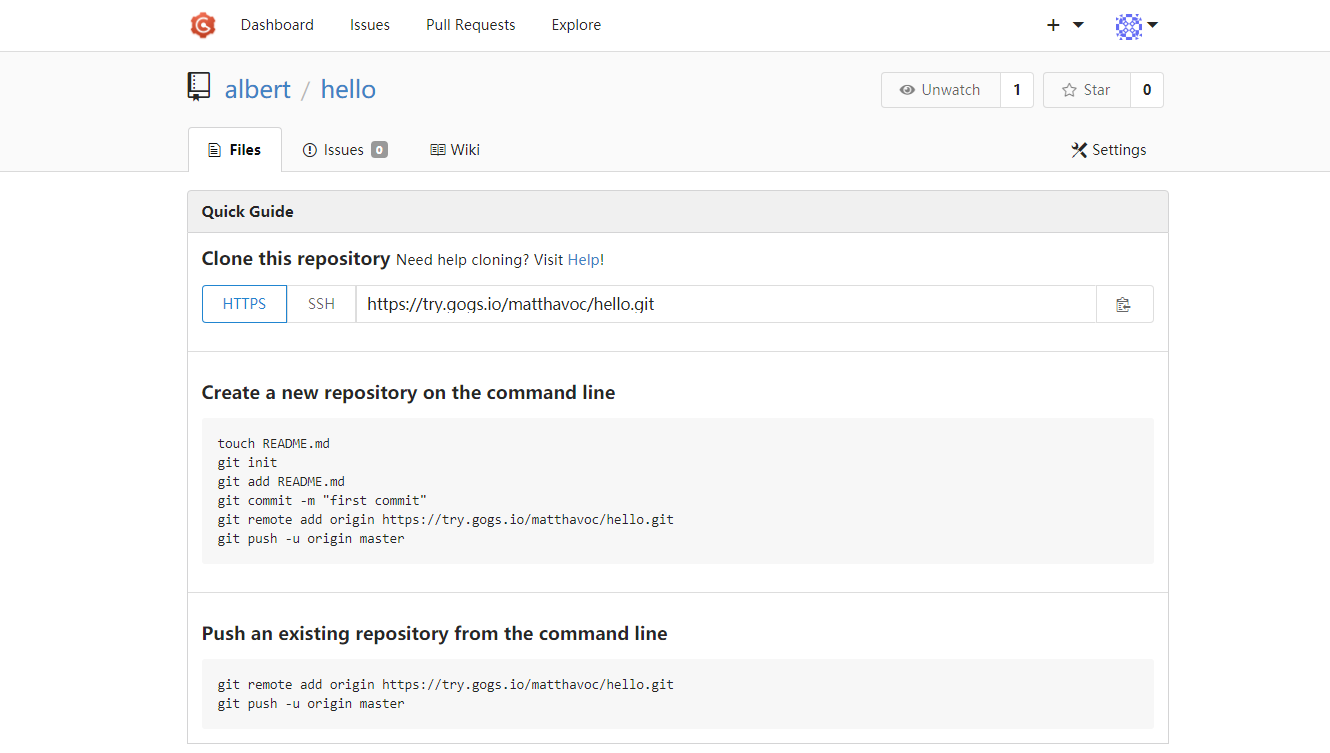 Dashboard Issues Pull Requests Explore +
albert / hello
Unwatch 1 Star 0
Files Issues 0 Wiki Settings
Quick Guide
Clone this repository Need help cloning? Visit Help!
HTTPS SSH https://try.gogs.io/matthavoc/hello.git
Create a new repository on the command line
touch README.md
git init
git add README.md
git commit -m "first commit"
git remote add origin https://try.gogs.io/matthavoc/hello.git
git push -u origin master
Push an existing repository from the command line
git remote add origin https://try.gogs.io/matthavoc/hello.git
git push -u origin master